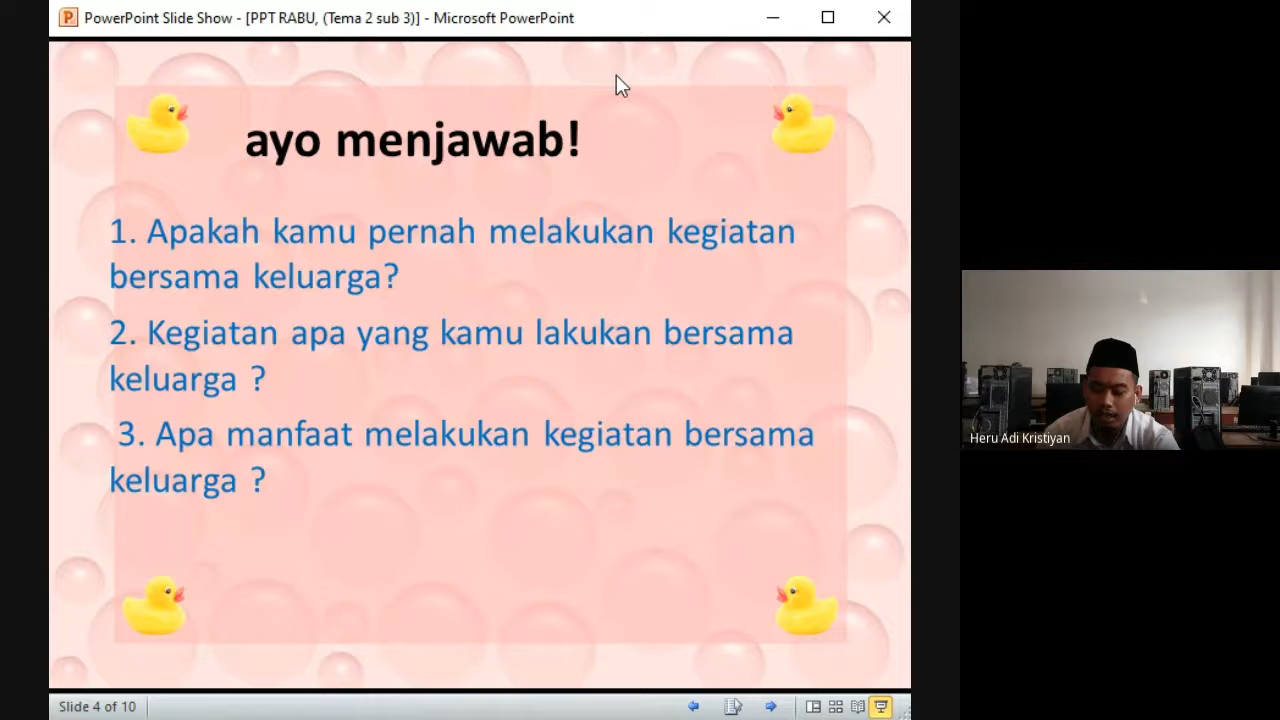 PowerPoint Slide Show - [PPT RABU, (Tema 2 sub 3)] - Microsoft PowerPoint
ayo menjawab!
1. Apakah kamu pernah melakukan kegiatan
bersama keluarga?
2. Kegiatan apa yang kamu lakukan bersama
keluarga ?
3. Apa manfaat melakukan kegiatan bersama
keluarga ?
Heru Adi Kristiyan
Slide 4 of 10